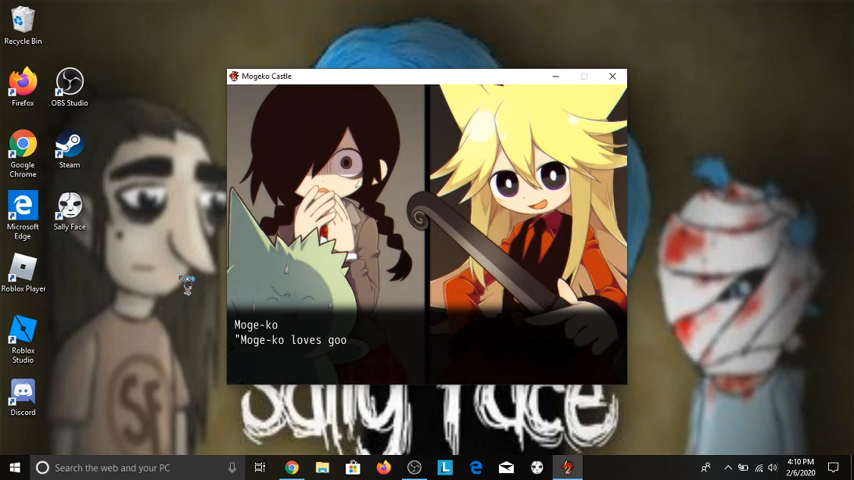 Recycle Bin
Firefox
OBS Studio
Google
Chrome
Steam
Microsoft
Edge
Sally Face
Roblox Player
Roblox
Studio
Discord
Mogeko Castle
Moge-ko
"Moge-ko loves goo
SF
Sally Face
Search the web and your PC
L
4:10 PM
2/6/2020